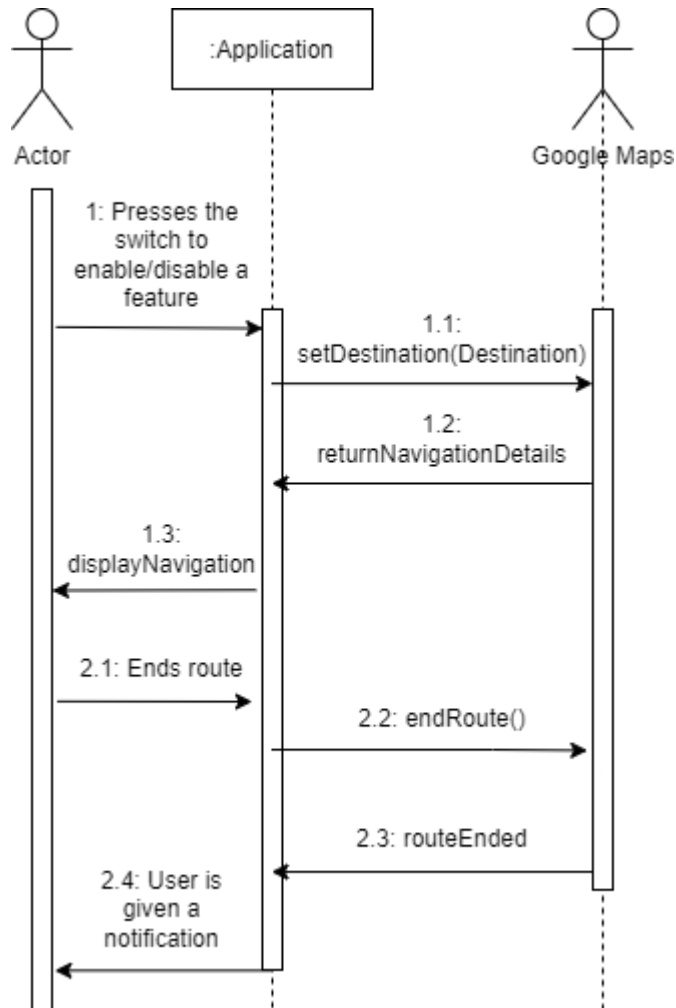 :Application
Actor
Google Maps
1: Presses the
switch to
enable/disable a
feature
1.1:
setDestination(Destination)
1.2:
returnNavigationDetails
1.3:
displayNavigation
2.1: Ends route
2.2: endRoute()
2.3: routeEnded
2.4: User is
given a
notification